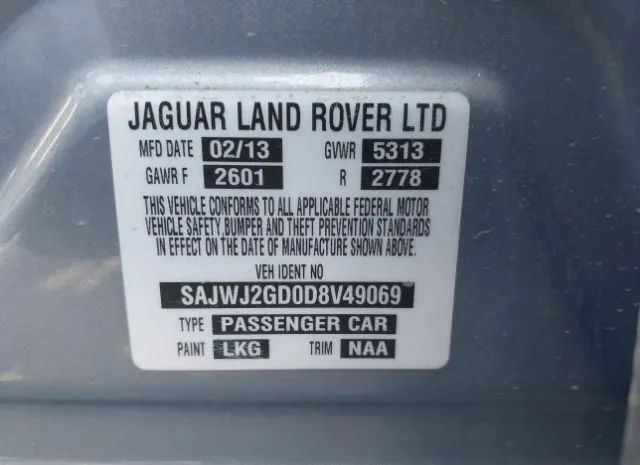 JAGUAR LAND ROVER LTD
MFD DATE 02/13 GVWR 5313
GAWR F 2601 R 2778
THIS VEHICLE CONFORMS TO ALL APPLICABLE FEDERAL MOTOR
VEHICLE SAFETY, BUMPER AND THEFT PREVENTION STANDARDS
IN EFFECT ON THE DATE OF MANUFACTURE SHOWN ABOVE.
VEH IDENT NO
SAJWJ2GD0D8V49069
TYPE PASSENGER CAR
PAINT LKG TRIM NAA